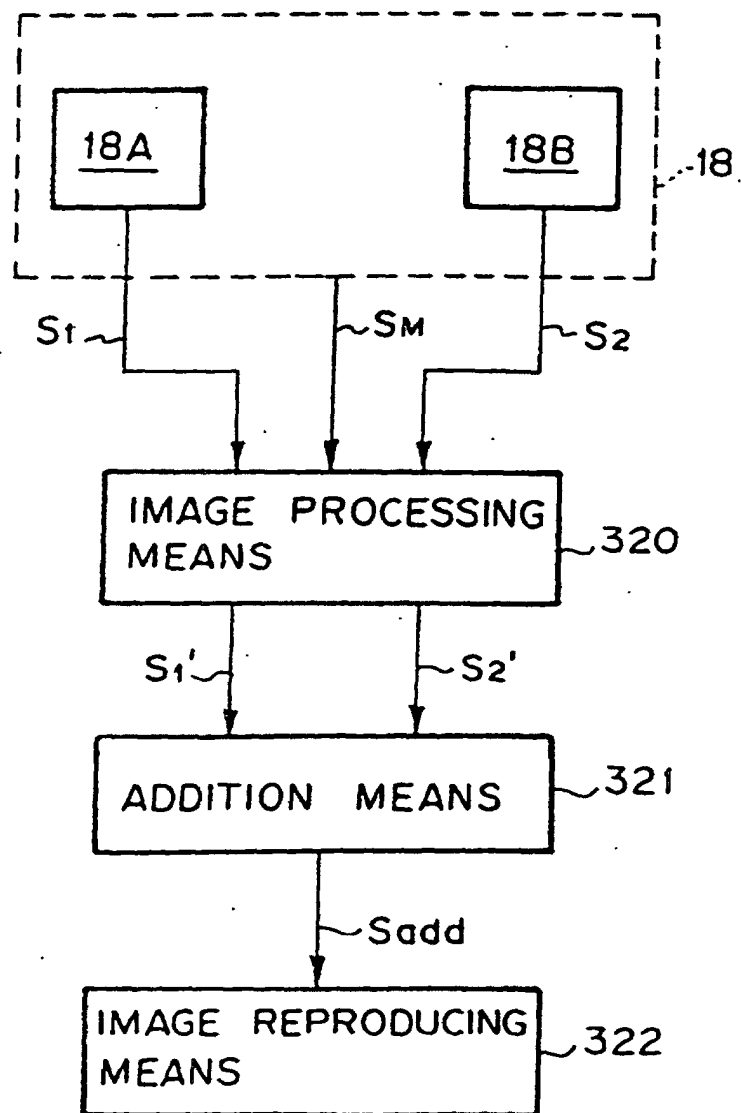 18A
18B
18
S1
SM
S2
IMAGE PROCESSING
MEANS
320
S1'
S2'
ADDITION MEANS
321
Sadd
IMAGE REPRODUCING
MEANS
322